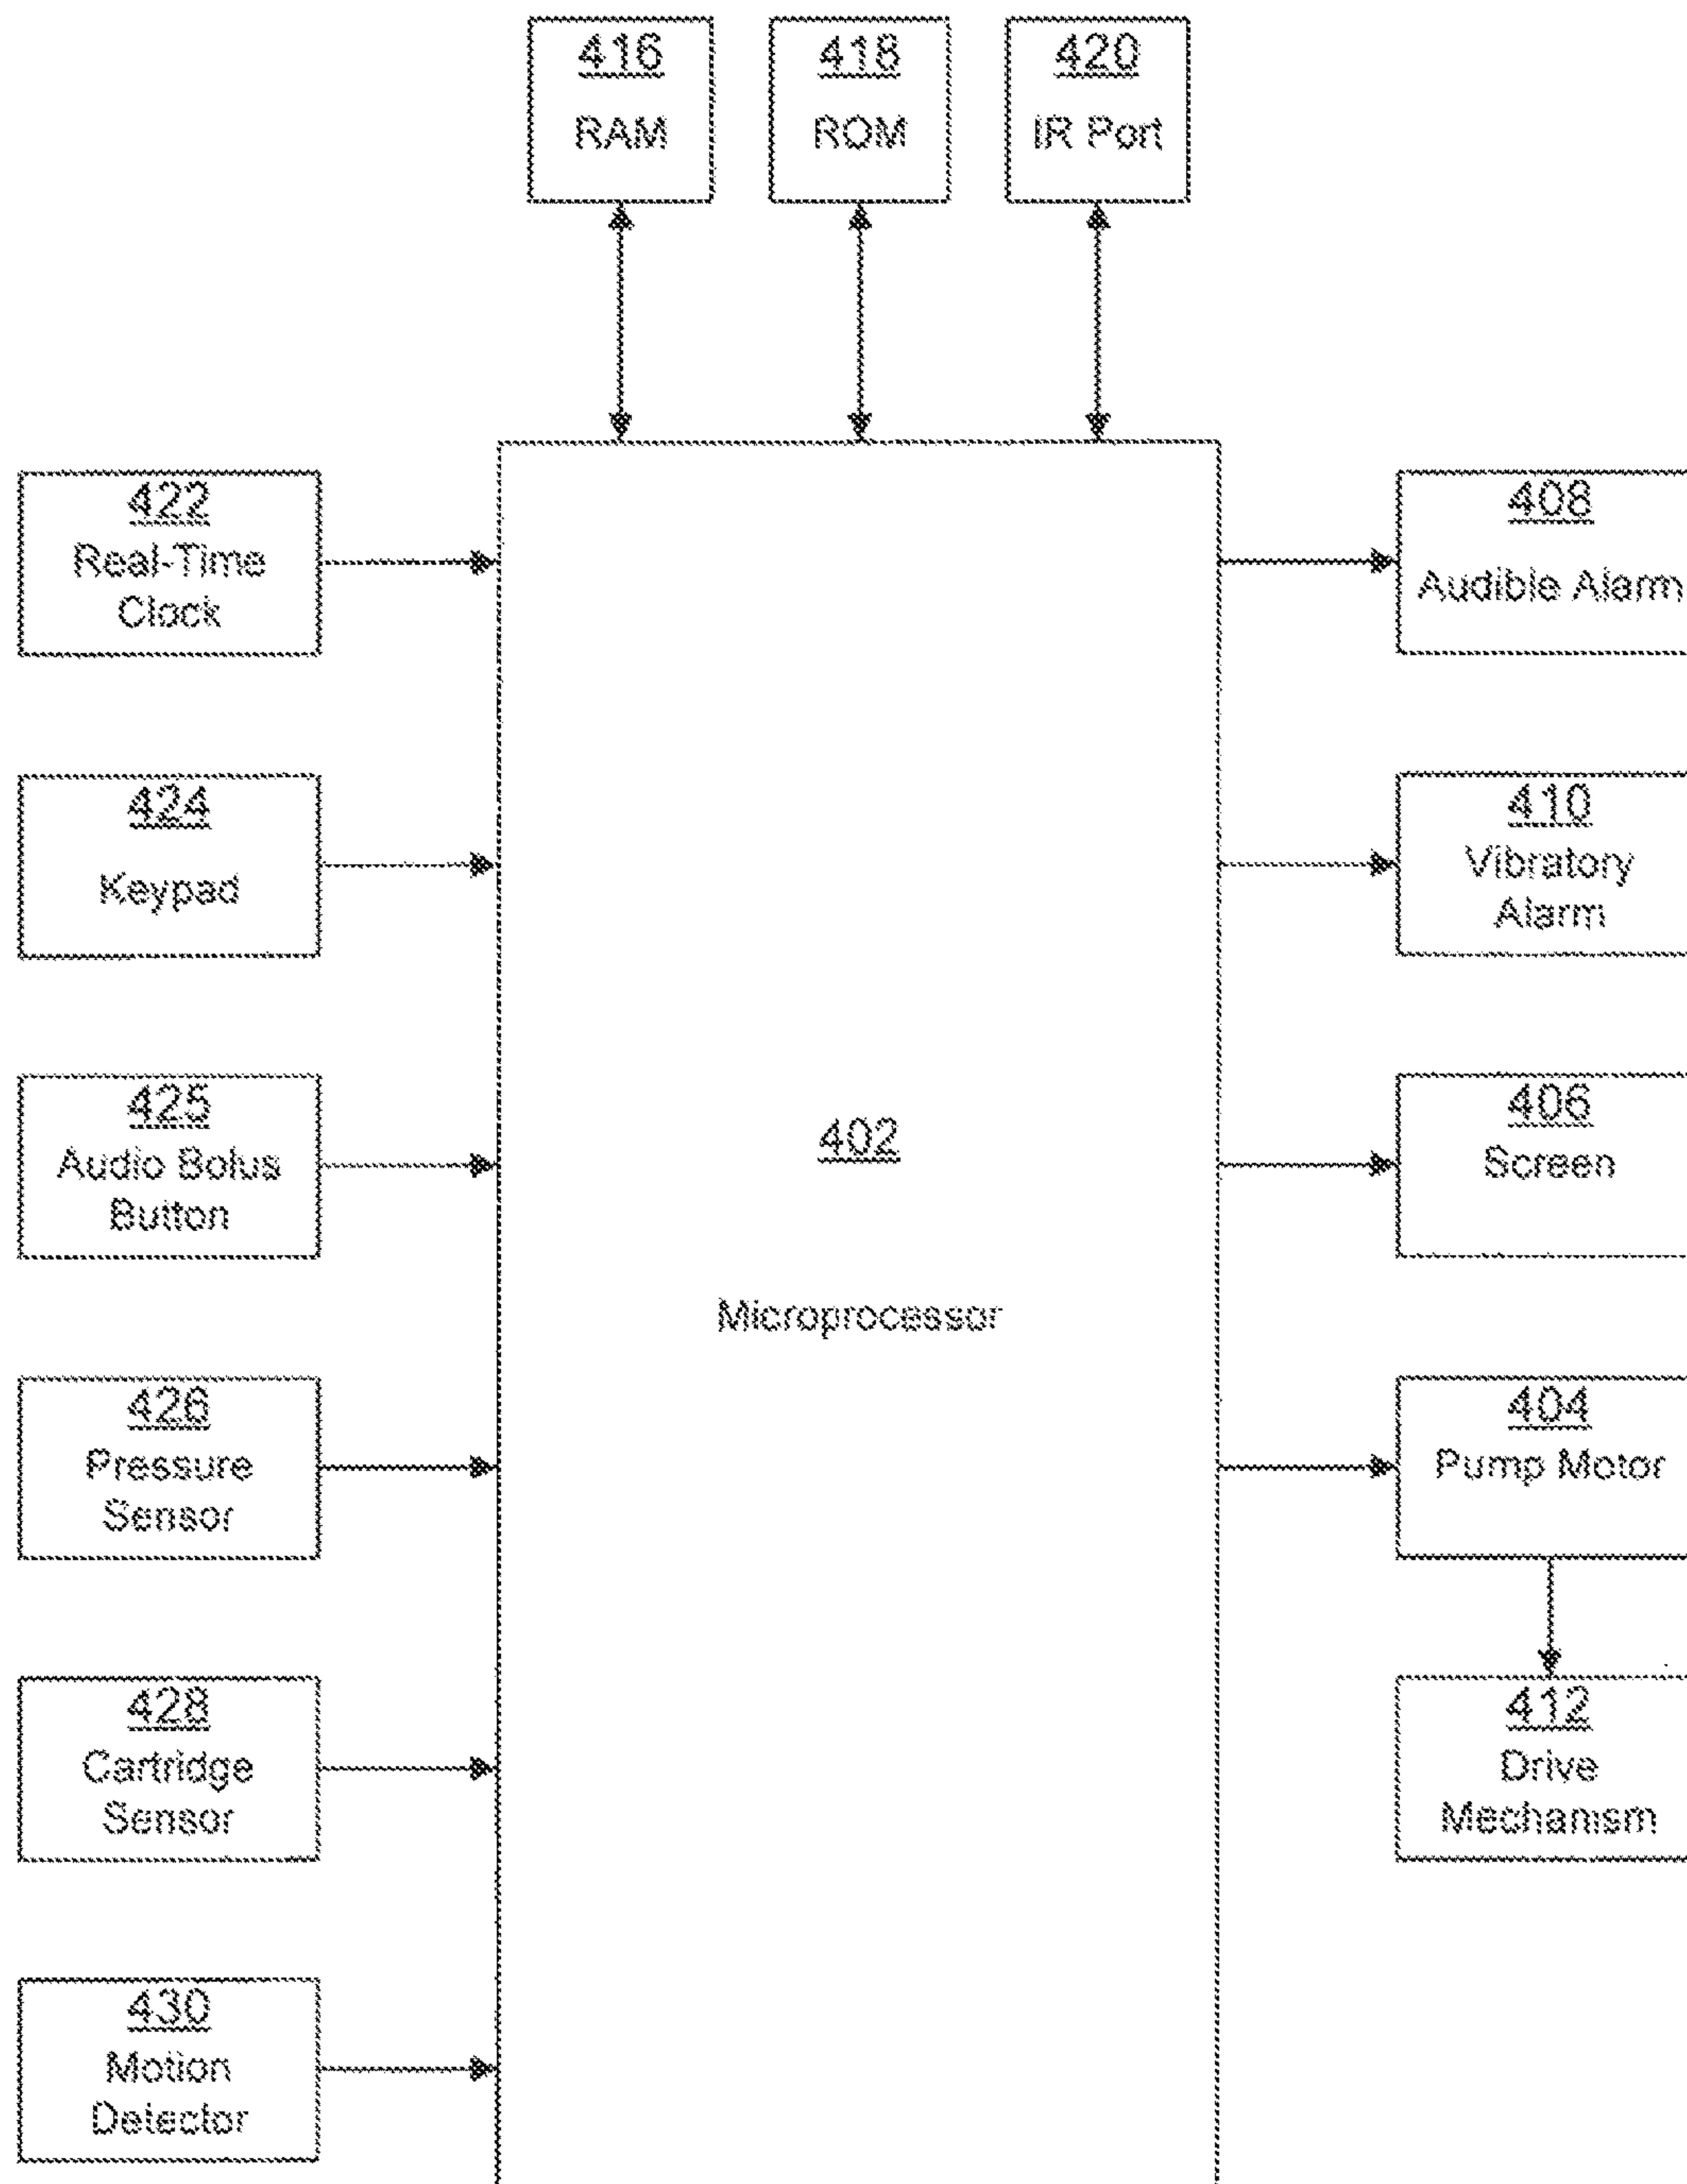 416
RAM
418
ROM
420
IR Port
422
Real-Time
Clock
424
Keypad
425
Audio Bolus
Button
426
Pressure
Sensor
428
Cartridge
Sensor
430
Motion
Detector
402
Microprocessor
408
Audible Alarm
410
Vibratory
Alarm
406
Screen
404
Pump Motor
412
Drive
Mechanism